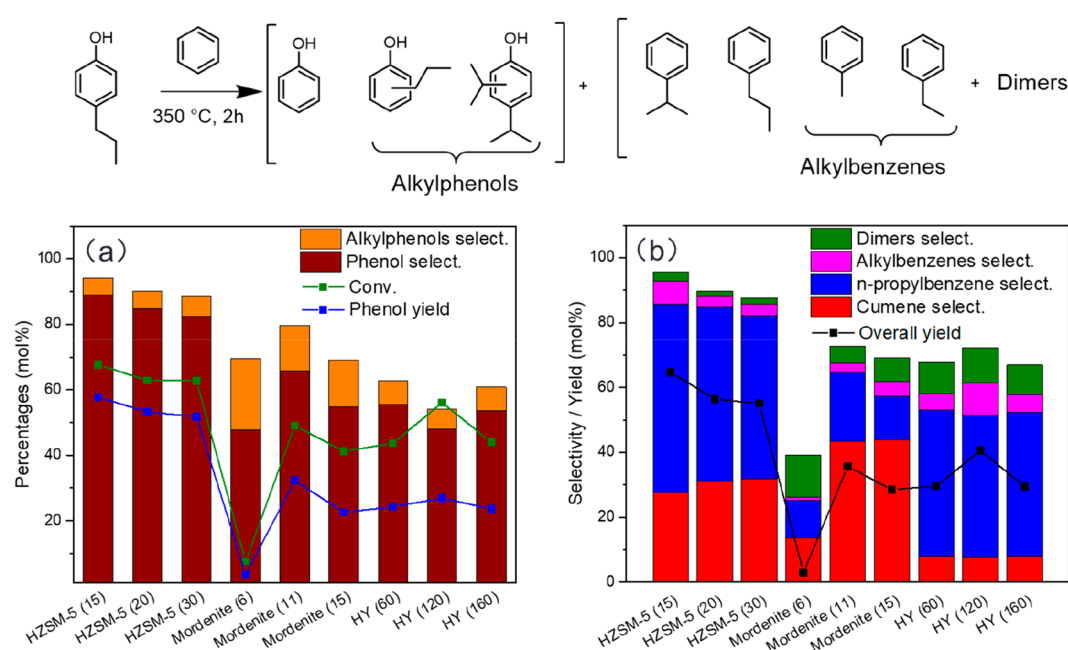 OH
OH
OH
OH
350 °C, 2h
+
+ Dimers
Alkylphenols
Alkylbenzenes
(a)
Alkylphenols select.
Phenol select.
Conv.
Phenol yield
Percentages (mol%)
100
80
60
40
20
HZSM-5 (15)
HZSM-5 (20)
HZSM-5 (30)
Mordenite (6)
Mordenite (11)
Mordenite (15)
HY (60)
HY (120)
HY (160)
(b)
Dimers select.
Alkylbenzenes select.
n-propylbenzene select.
Cumene select.
Overall yield
Selectivity / Yield (mol%)
100
80
60
40
20
0
HZSM-5 (15)
HZSM-5 (20)
HZSM-5 (30)
Mordenite (6)
Mordenite (11)
Mordenite (15)
HY (60)
HY (120)
HY (160)